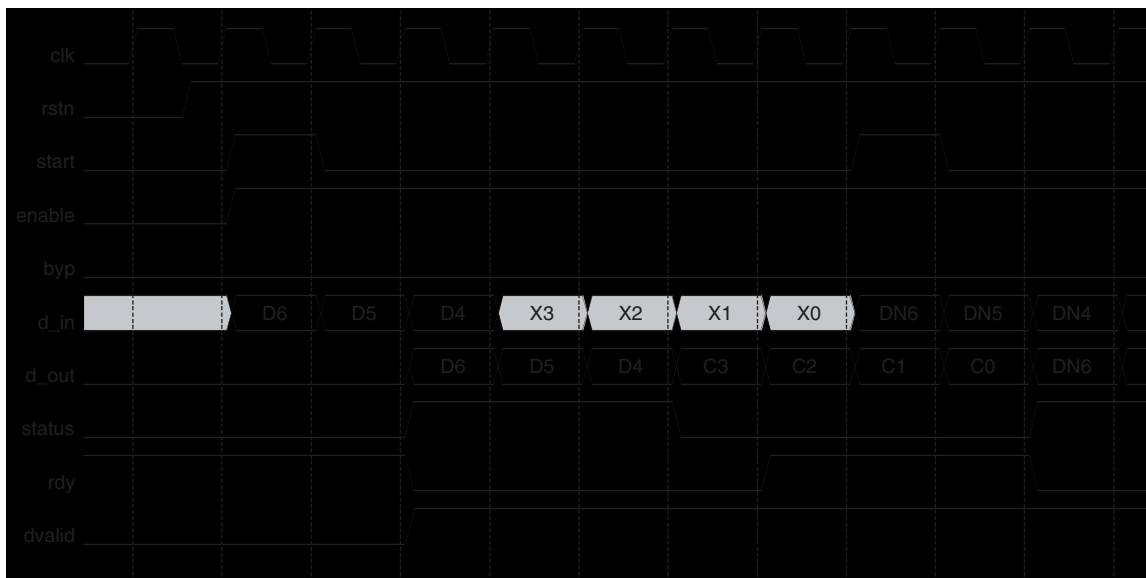 clk
rstn
start
enable
byp
d_in D6 D5 D4 X3 X2 X1 X0 DN6 DN5 DN4
d_out D6 D5 D4 C3 C2 C1 C0 DN6
status
rdy
dvalid